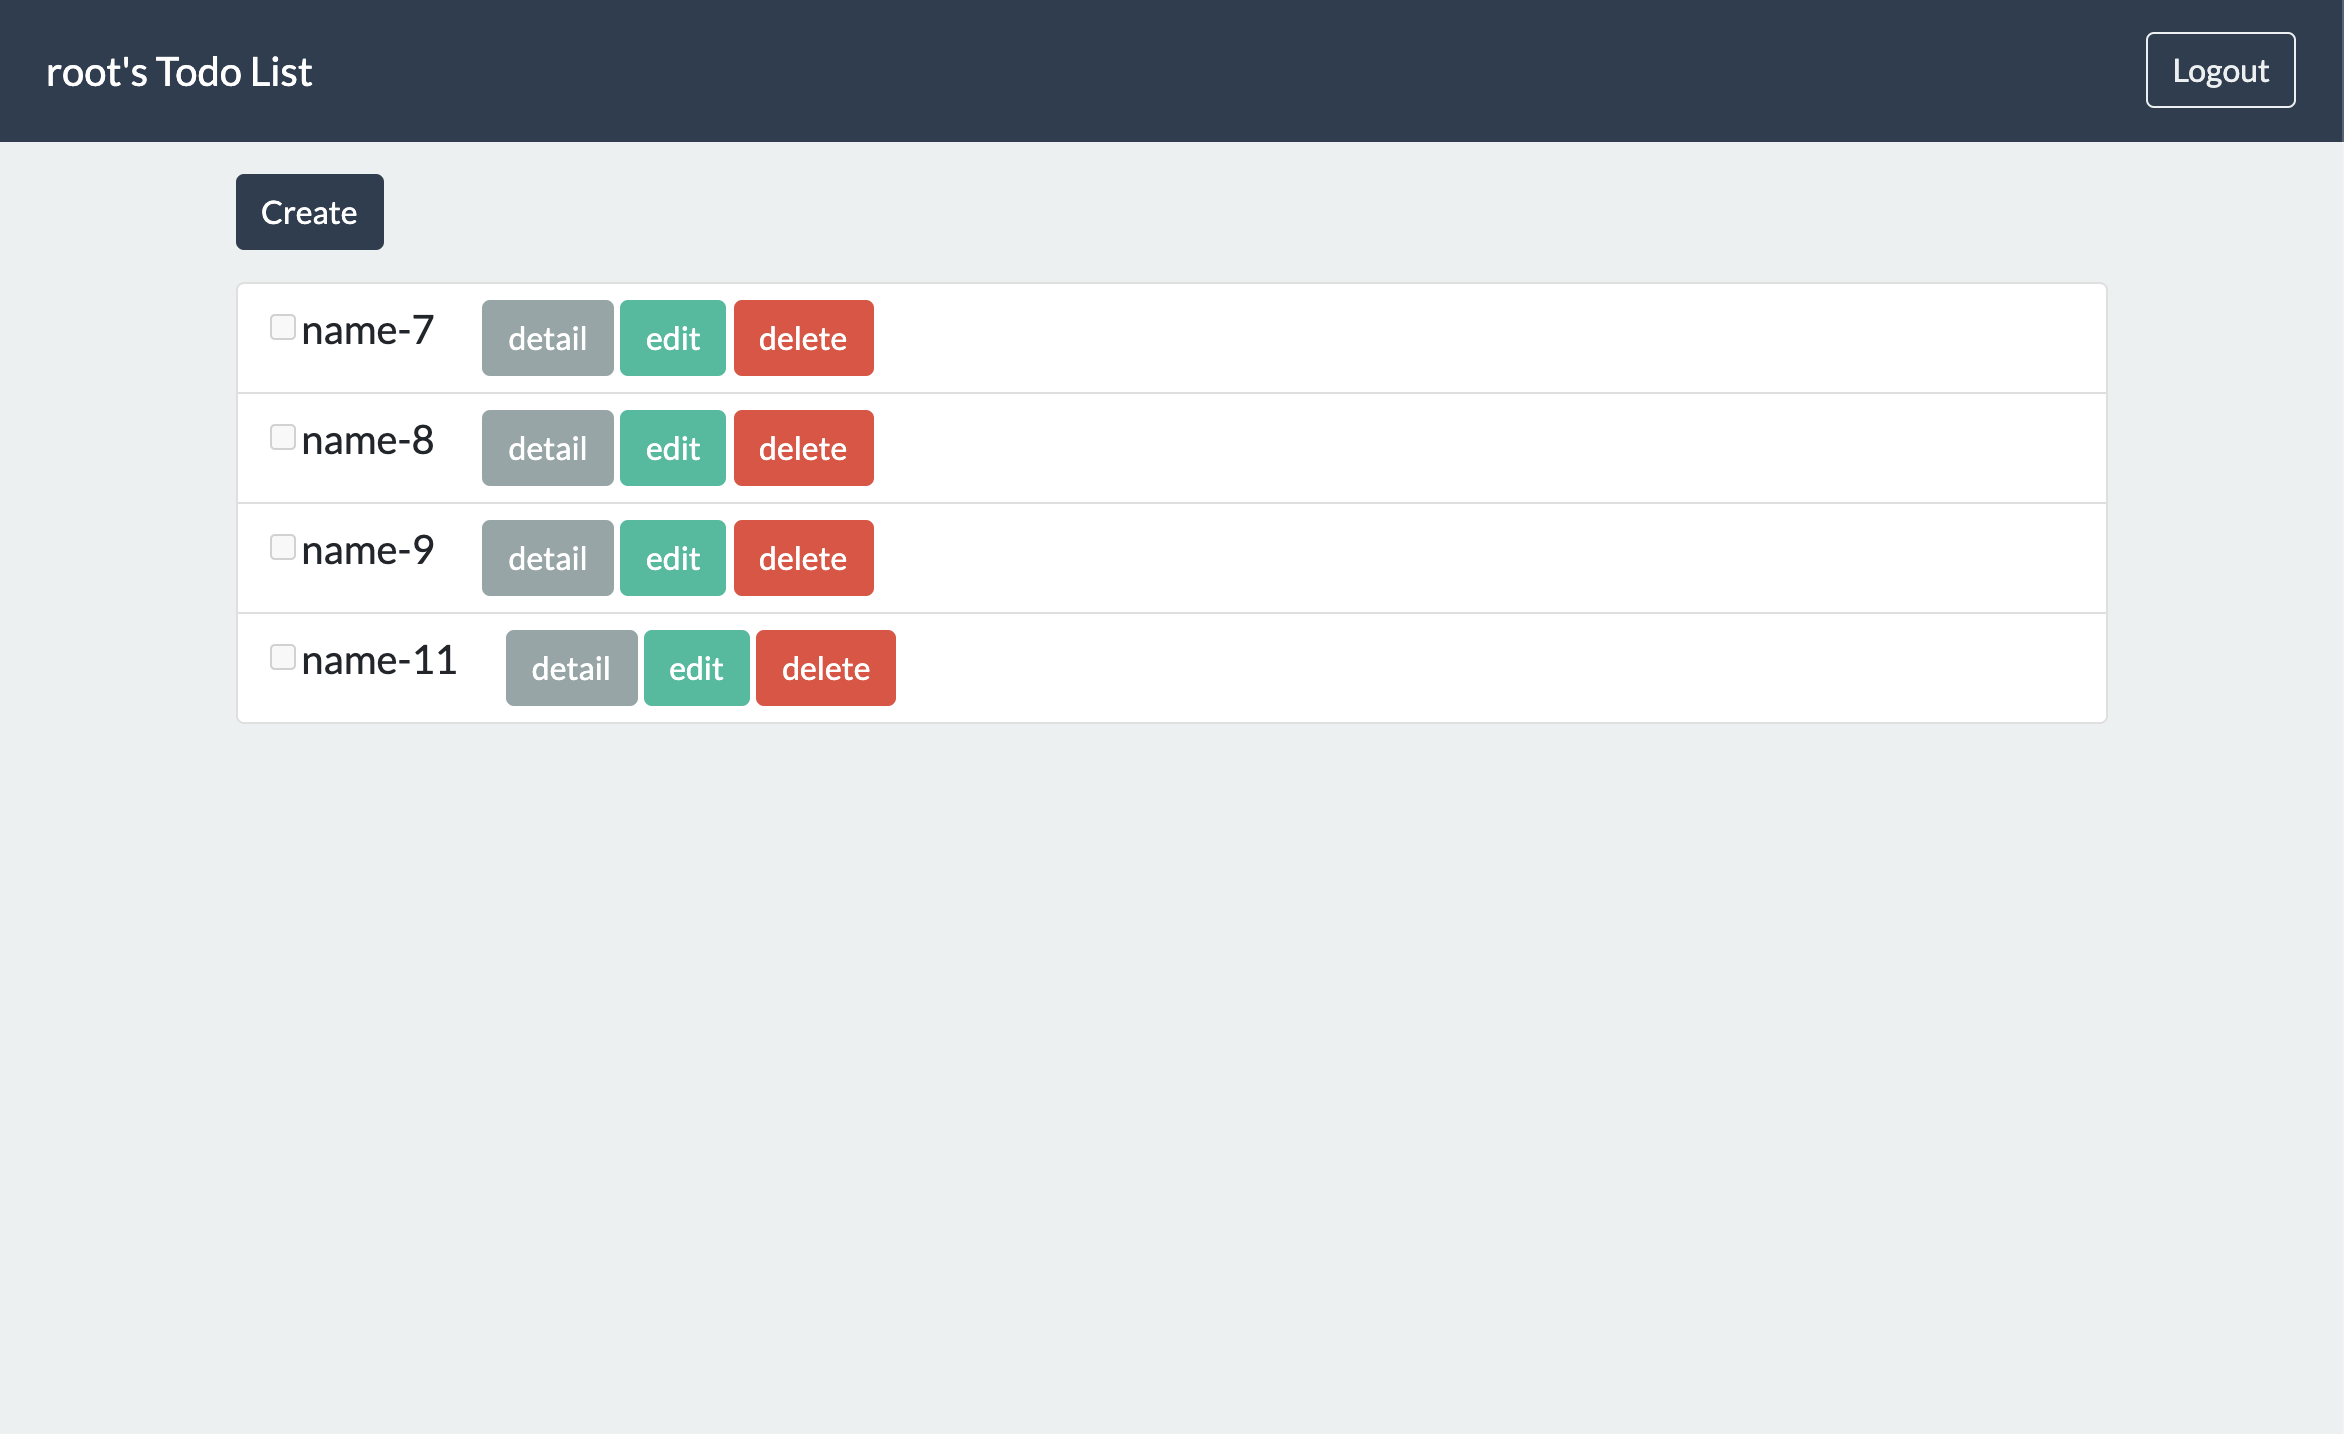 root's Todo List Logout
Create
name-7 detail edit delete
name-8 detail edit delete
name-9 detail edit delete
name-11 detail edit delete